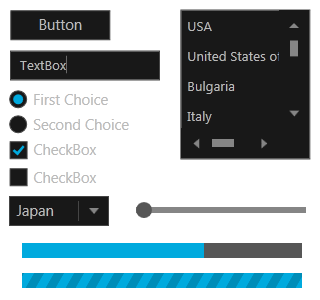 Button
TextBox
First Choice
Second Choice
CheckBox
CheckBox
Japan
USA
United States of
Bulgaria
Italy